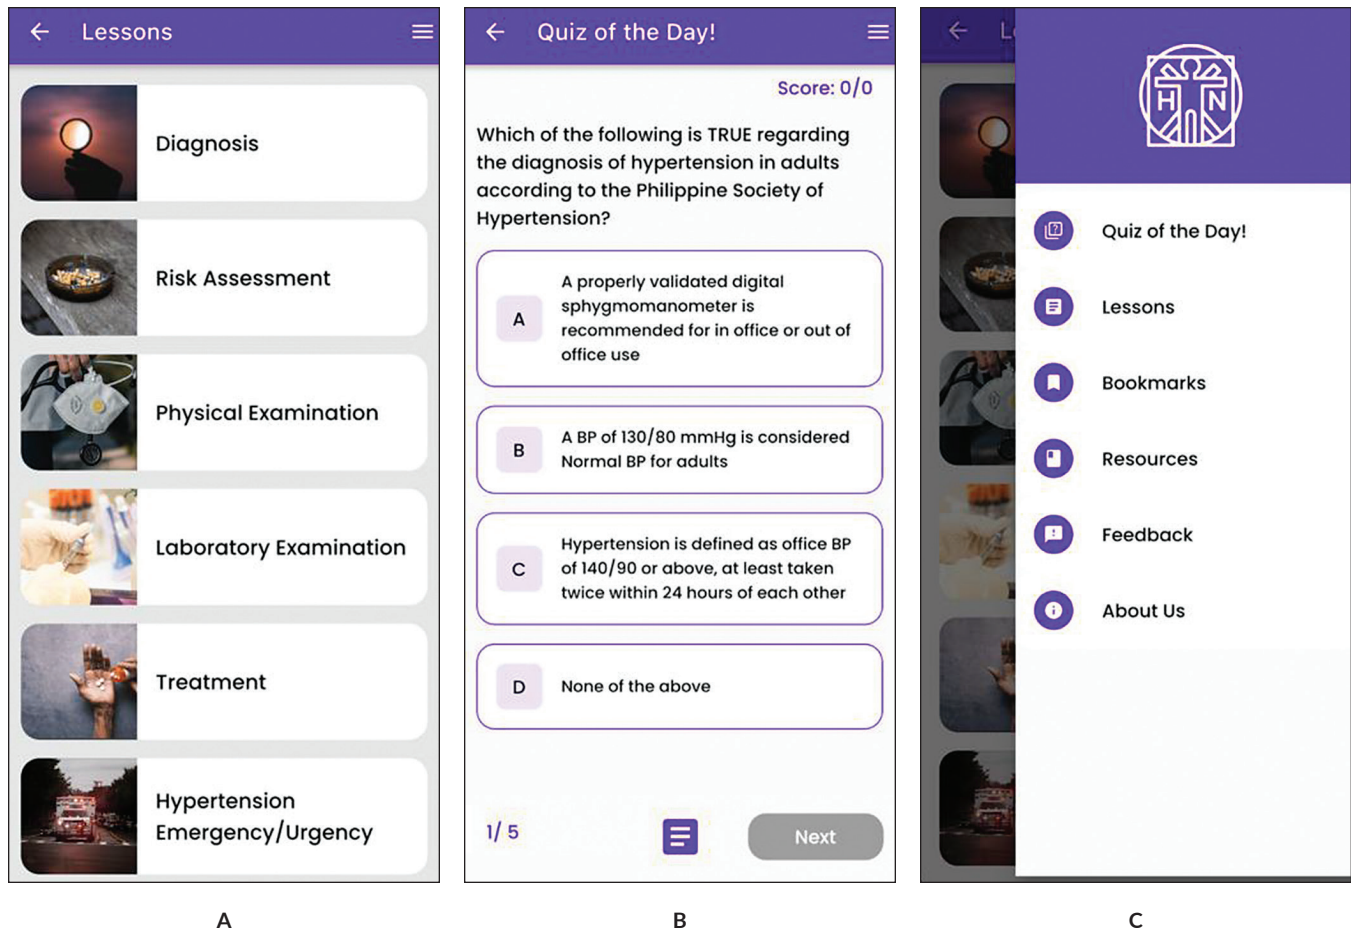 Lessons
Diagnosis
Risk Assessment
Physical Examination
Laboratory Examination
Treatment
Hypertension
Emergency/Urgency
A
Quiz of the Day!
Score: 0/0
Which of the following is TRUE regarding
the diagnosis of hypertension in adults
according to the Philippine Society of
Hypertension?
A
A properly validated digital
sphygmomanometer is
recommended for in office or out of
office use
B
A BP of 130/80 mmHg is considered
Normal BP for adults
C
Hypertension is defined as office BP
of 140/90 or above, at least taken
twice within 24 hours of each other
D
None of the above
1/ 5
Next
B
L
H N
Quiz of the Day!
Lessons
Bookmarks
Resources
Feedback
About Us
C